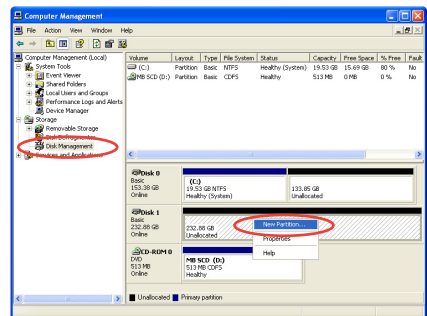 Computer Management
File Action View Window Help
Computer Management (Local)
System Tools
Event Viewer
Shared Folders
Local Users and Groups
Performance Logs and Alerts
Device Manager
Storage
Removable Storage
Disk Defragmenter
Disk Management
Services and Applications
Volume Layout Type File System Status Capacity Free Space % Free Fault
(C:) Partition Basic NTFS Healthy (System) 19.53 GB 15.69 GB 80 % No
MB SCD (D:) Partition Basic CDFS Healthy 513 MB 0 MB 0 % No
Disk 0
Basic
153.38 GB
Online
(C:)
19.53 GB NTFS
Healthy (System)
133.85 GB
Unallocated
Disk 1
Basic
232.88 GB
Online
232.88 GB
Unallocated
New Partition...
Properties
Help
CD-ROM 0
DVD
513 MB
Online
MB SCD (D:)
513 MB CDFS
Healthy
Unallocated Primary partition